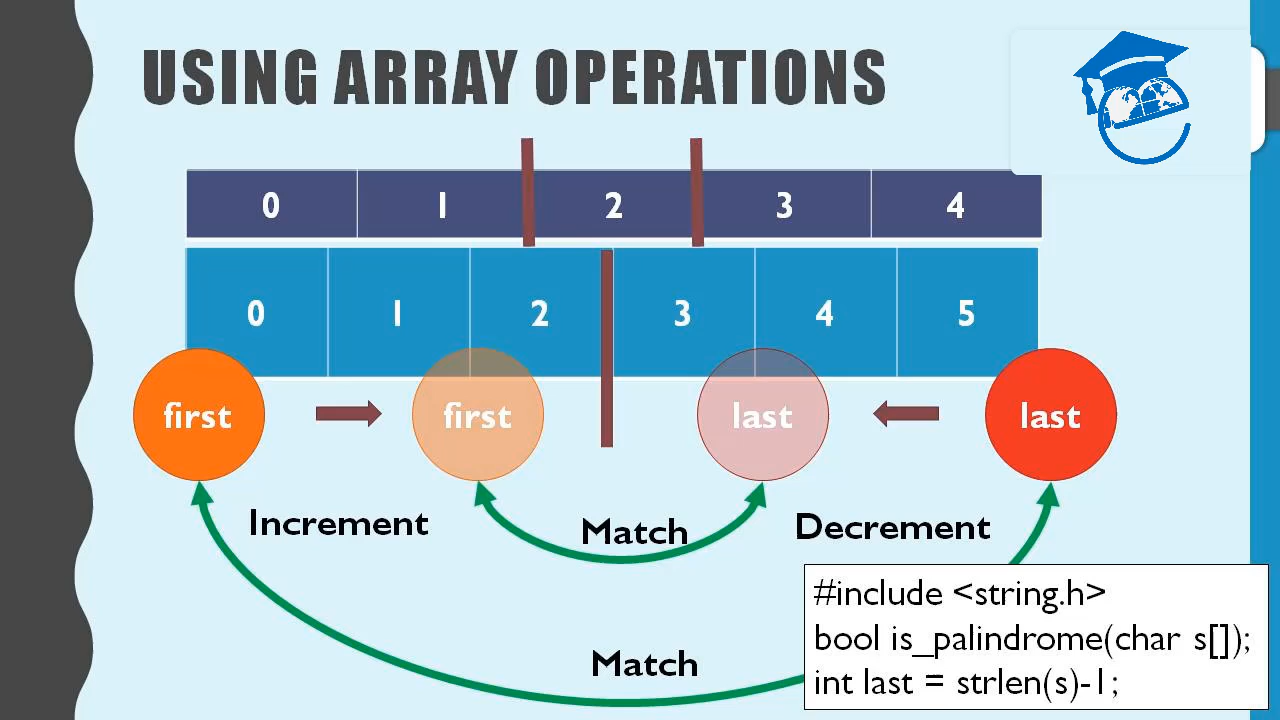 USING ARRAY OPERATIONS
0 1 2 3 4
0 1 2 3 4 5
first first last last
Increment Match Decrement
Match
#include <string.h>
bool is_palindrome(char s[]);
int last = strlen(s)-1;